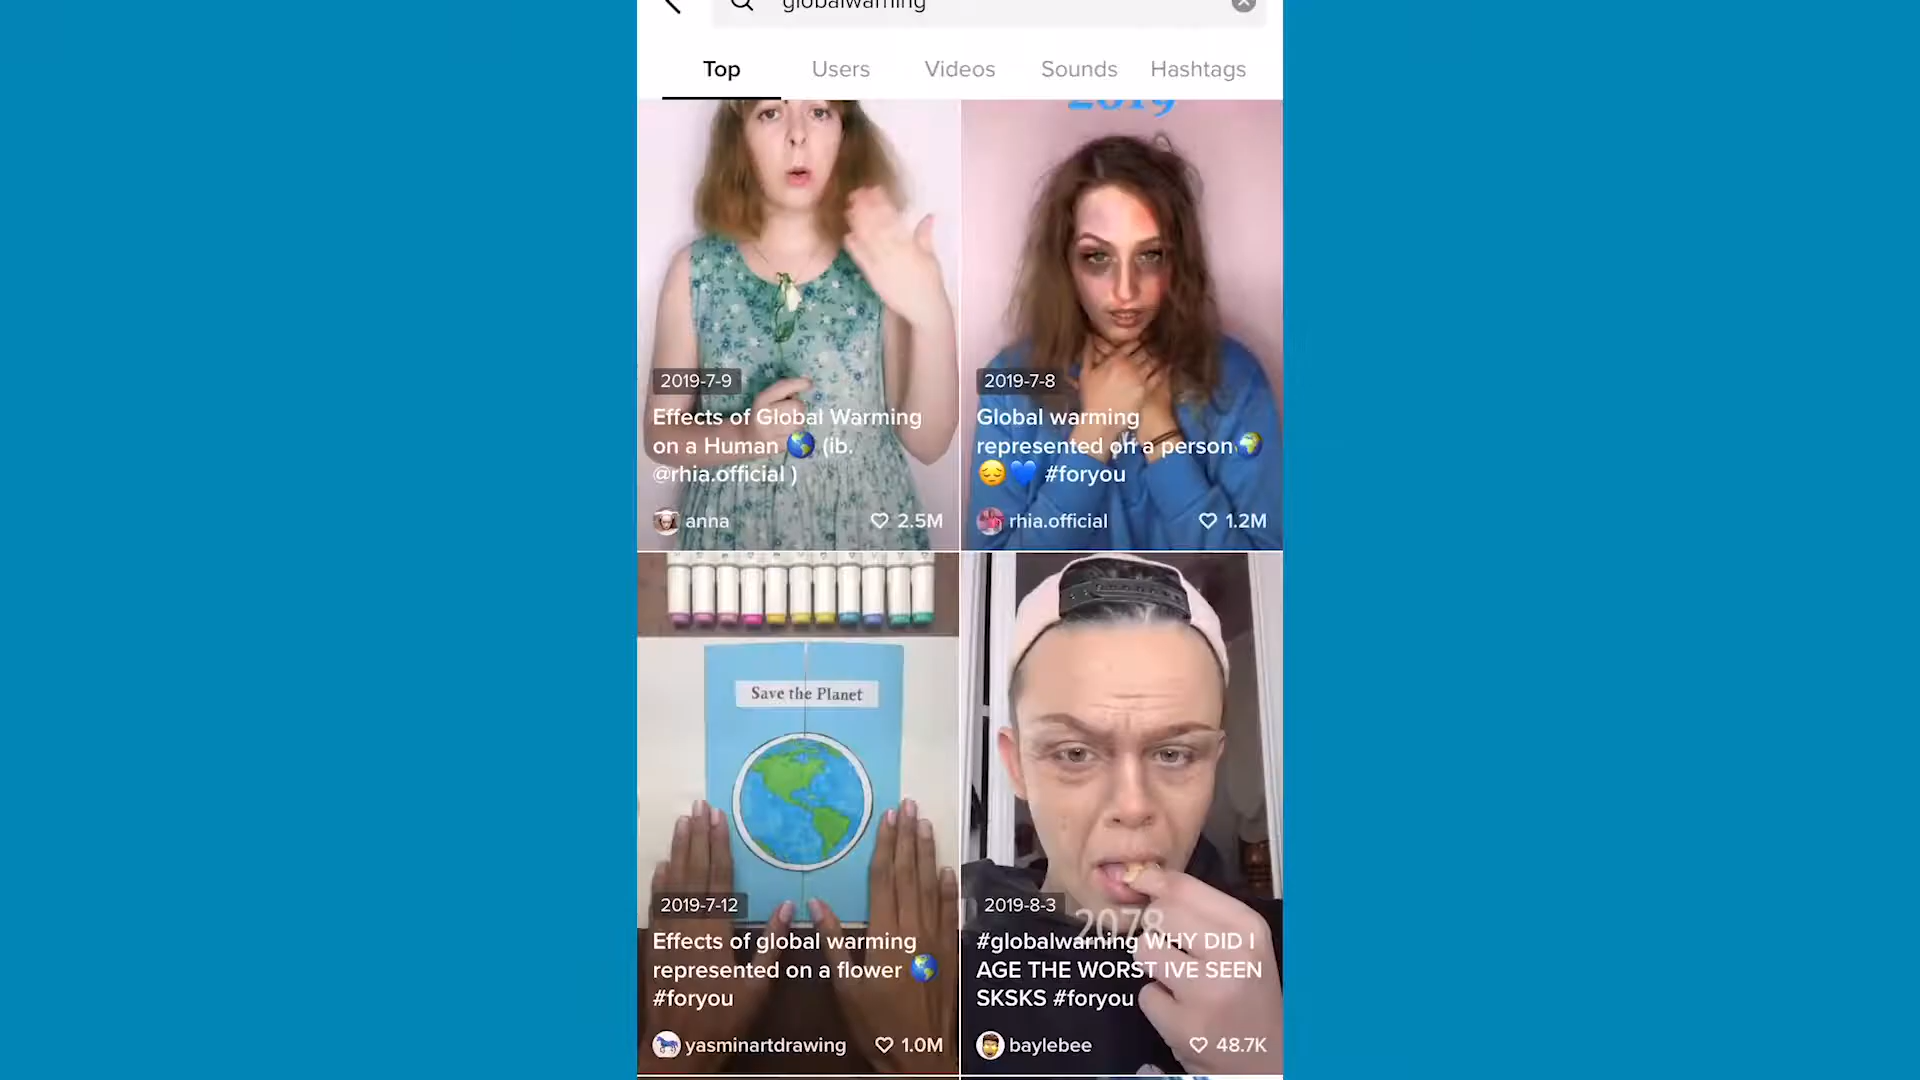 globalwarning
Top Users Videos Sounds Hashtags
2019-7-9
Effects of Global Warming
on a Human 🌎 (ib.
@rhia.official )
anna 2.5M
2019
2019-7-8
Global warming
represented on a person🌍
😔💙 #foryou
rhia.official 1.2M
Save the Planet
2019-7-12
Effects of global warming
represented on a flower 🌎
#foryou
yasminartdrawing 1.0M
2078
2019-8-3
#globalwarning WHY DID I
AGE THE WORST IVE SEEN
SKSKS #foryou
baylebee 48.7K